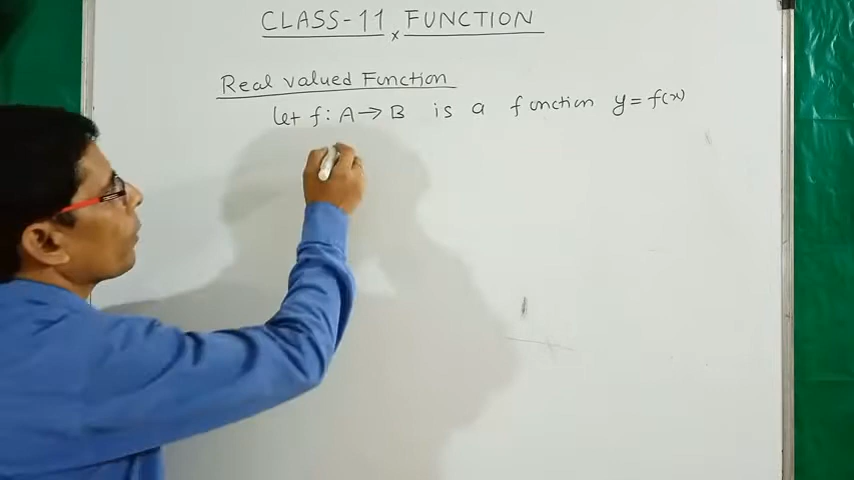 CLASS-11 x FUNCTION
Real valued Function
Let f: A → B is a function y = f(x)